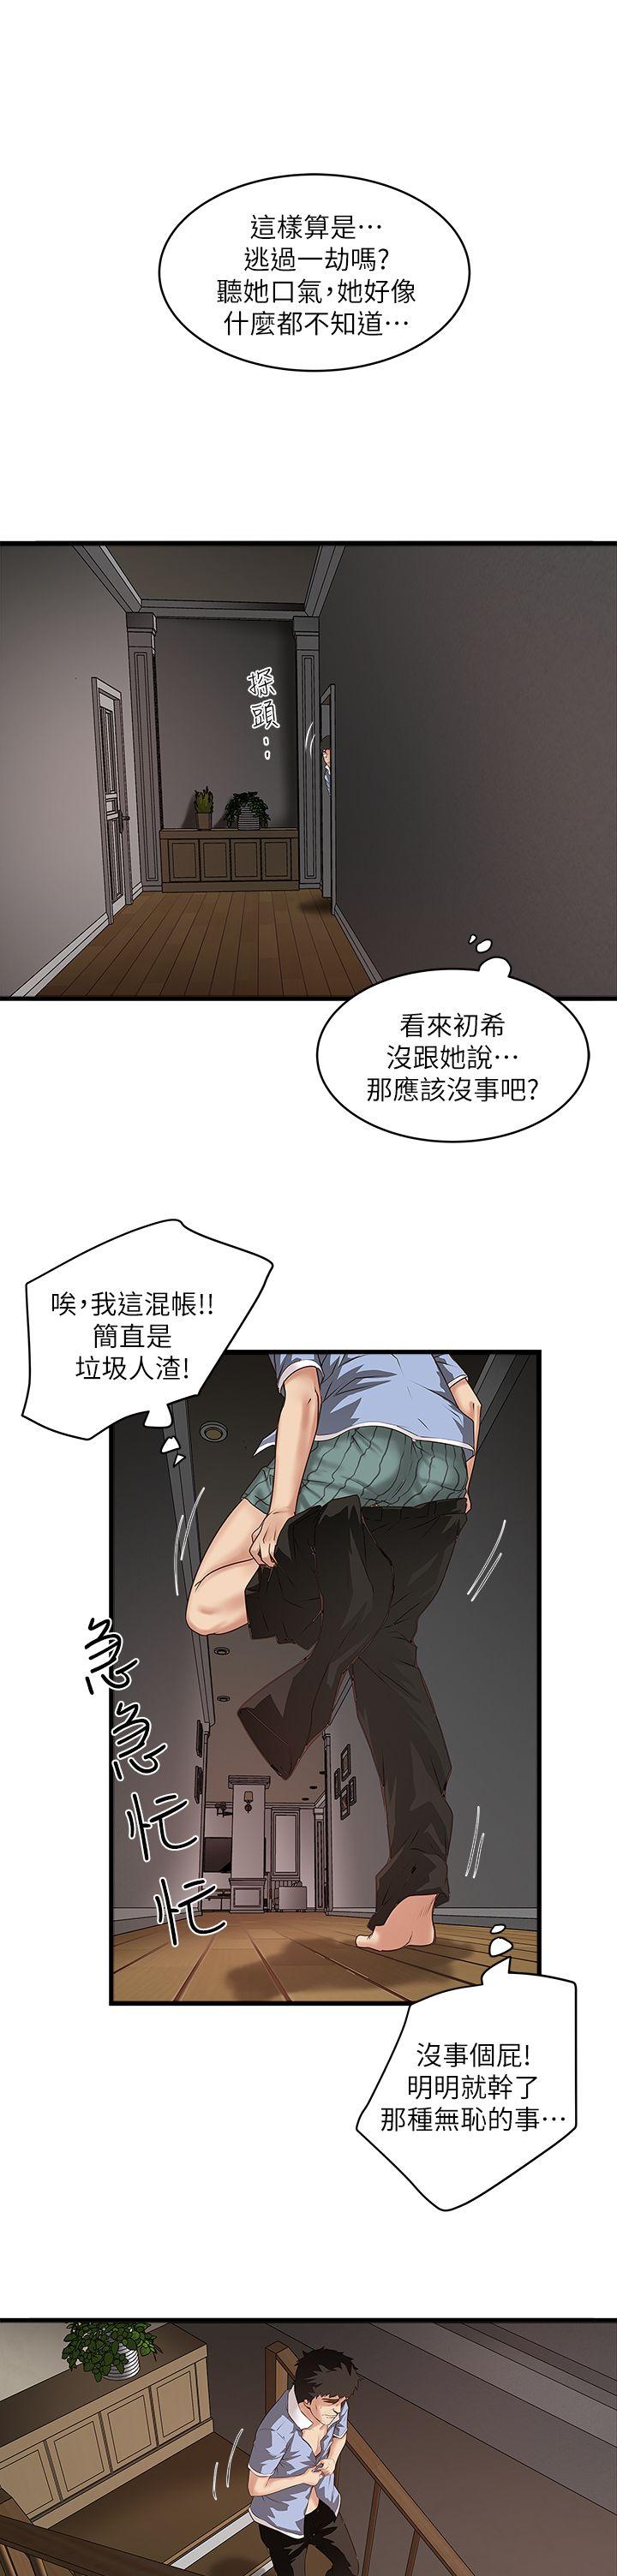 這樣算是…
逃過一劫嗎?
聽她口氣,她好像
什麼都不知道…
探頭…
看來初希
沒跟她說…
那應該沒事吧?
唉,我這混帳!!
簡直是
垃圾人渣!
急急忙忙
沒事個屁!
明明就幹了
那種無恥的事…